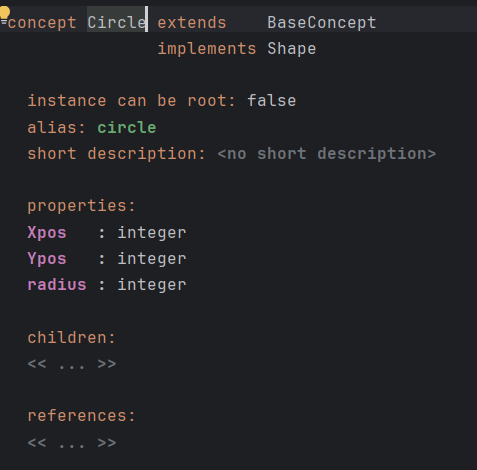 concept Circle extends    BaseConcept
               implements Shape
  instance can be root: false
  alias: circle
  short description: <no short description>
  properties:
  Xpos   : integer
  Ypos   : integer
  radius : integer
  children:
  << ... >>
  references:
  << ... >>